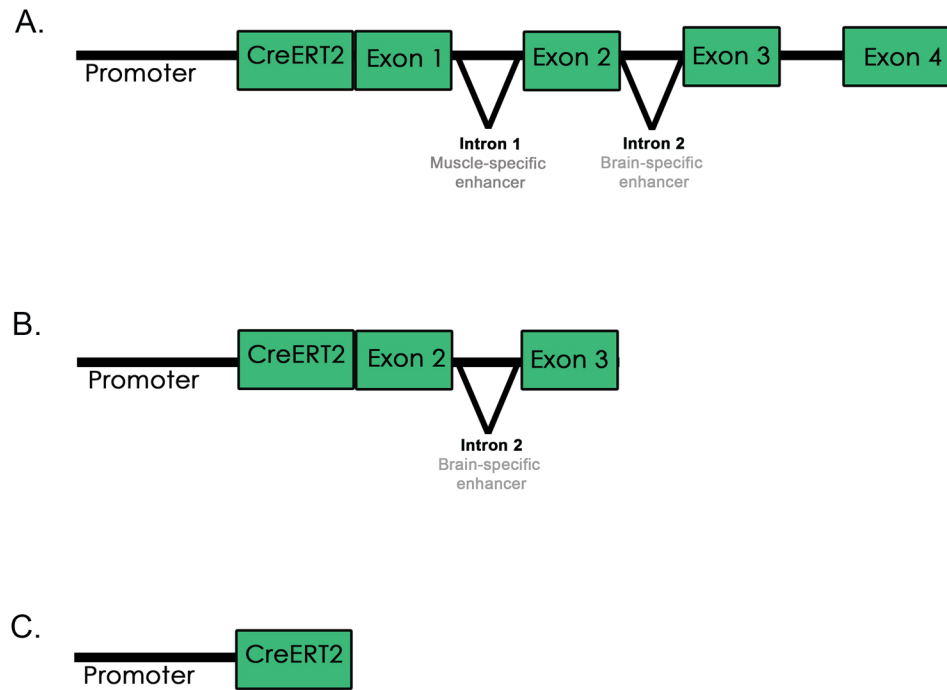 A.
CreERT2 Exon 1 Exon 2 Exon 3 Exon 4
Promoter
Intron 1 Intron 2
Muscle-specific Brain-specific
enhancer enhancer
B.
CreERT2 Exon 2 Exon 3
Promoter
Intron 2
Brain-specific
enhancer
C.
CreERT2
Promoter